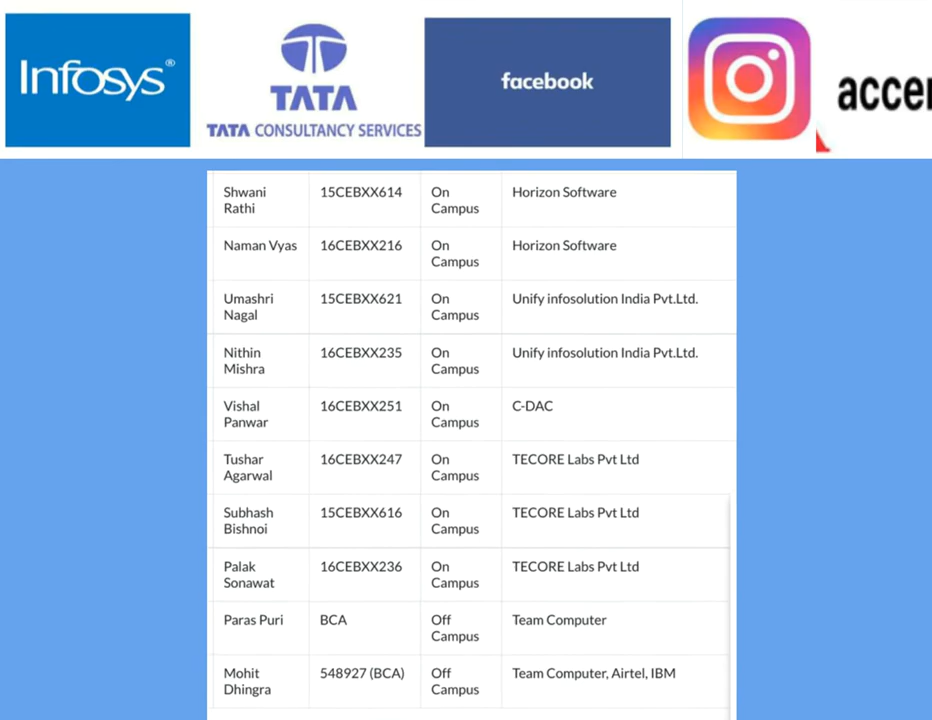 Infosys®
TATA
TATA CONSULTANCY SERVICES
facebook
accen
Shwani 15CEBXX614 On Horizon Software
Rathi Campus
Naman Vyas 16CEBXX216 On Horizon Software
Campus
Umashri 15CEBXX621 On Unify infosolution India Pvt.Ltd.
Nagal Campus
Nithin 16CEBXX235 On Unify infosolution India Pvt.Ltd.
Mishra Campus
Vishal 16CEBXX251 On C-DAC
Panwar Campus
Tushar 16CEBXX247 On TECORE Labs Pvt Ltd
Agarwal Campus
Subhash 15CEBXX616 On TECORE Labs Pvt Ltd
Bishnoi Campus
Palak 16CEBXX236 On TECORE Labs Pvt Ltd
Sonawat Campus
Paras Puri BCA Off Team Computer
Campus
Mohit 548927 (BCA) Off Team Computer, Airtel, IBM
Dhingra Campus